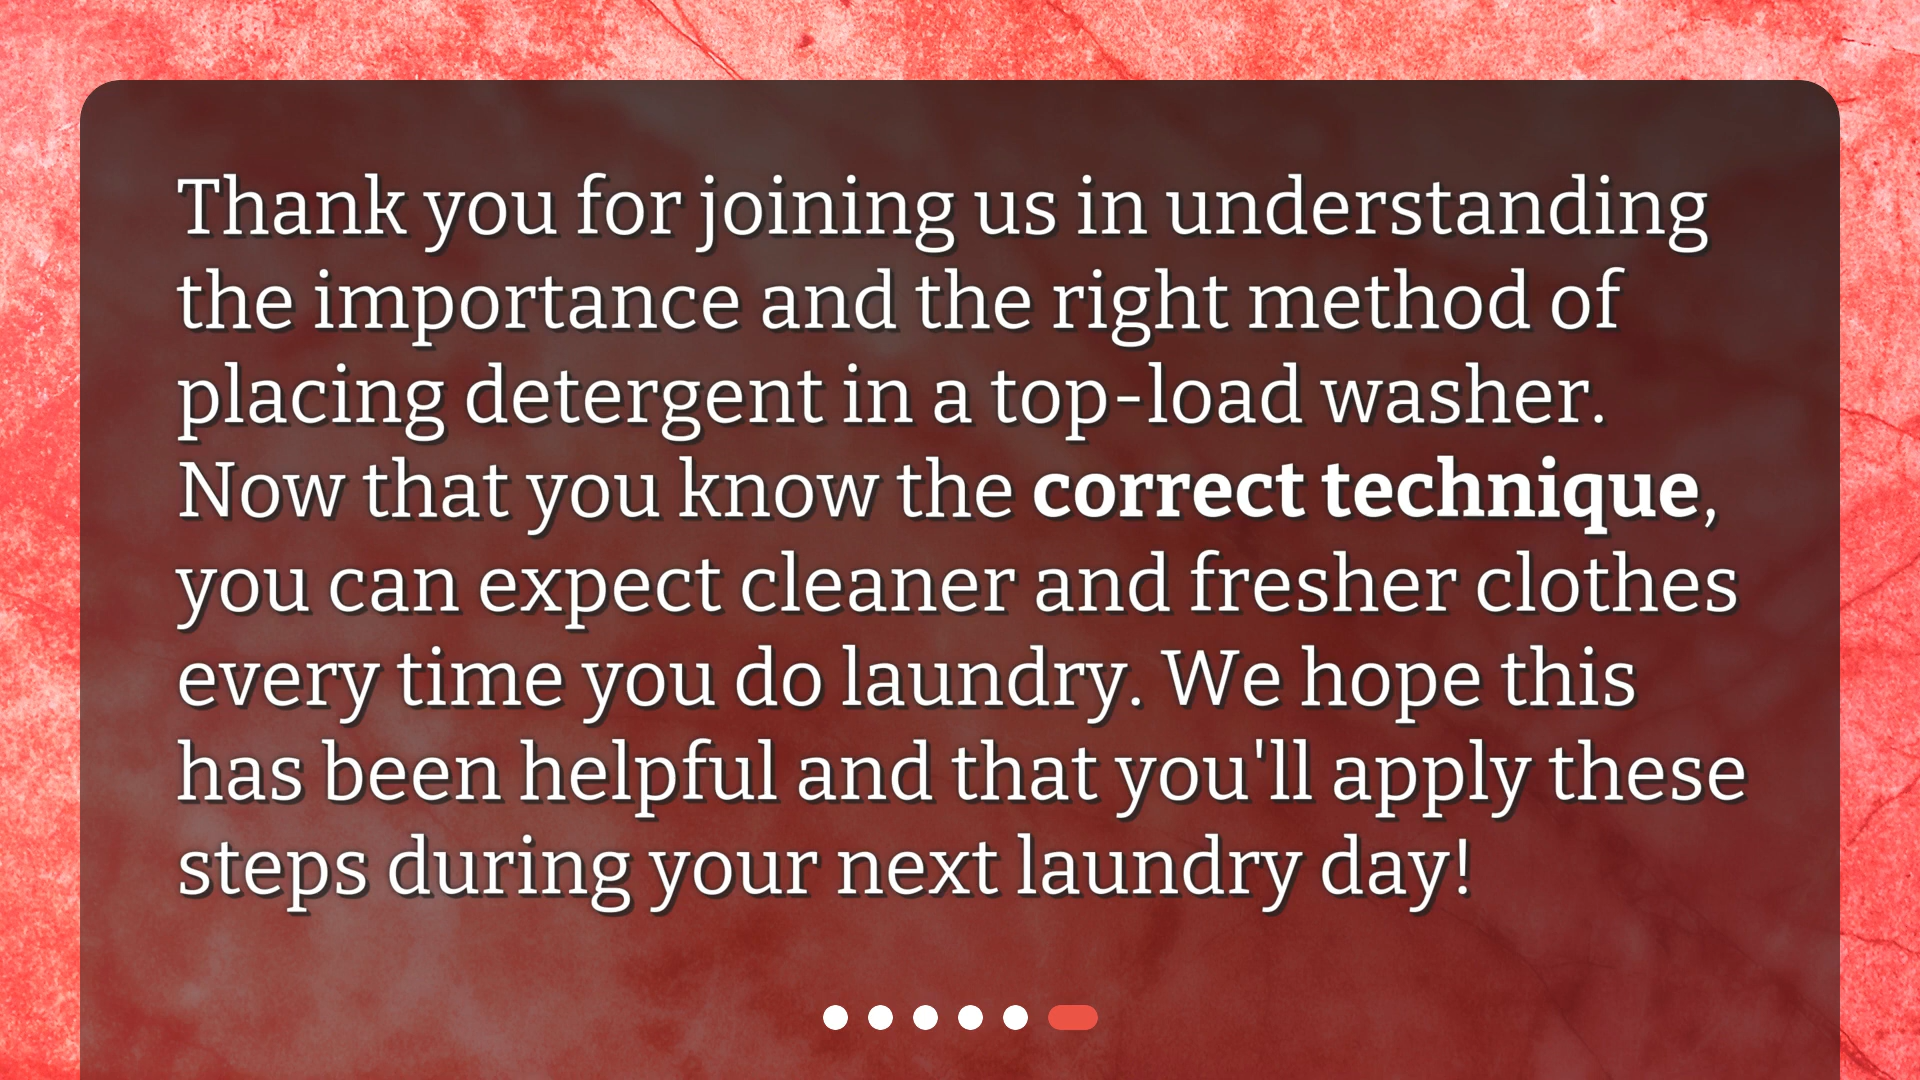 Thank you for joining us in understanding
the importance and the right method of
placing detergent in a top-load washer.
Now that you know the correct technique,
you can expect cleaner and fresher clothes
every time you do laundry. We hope this
has been helpful and that you'll apply these
steps during your next laundry day!